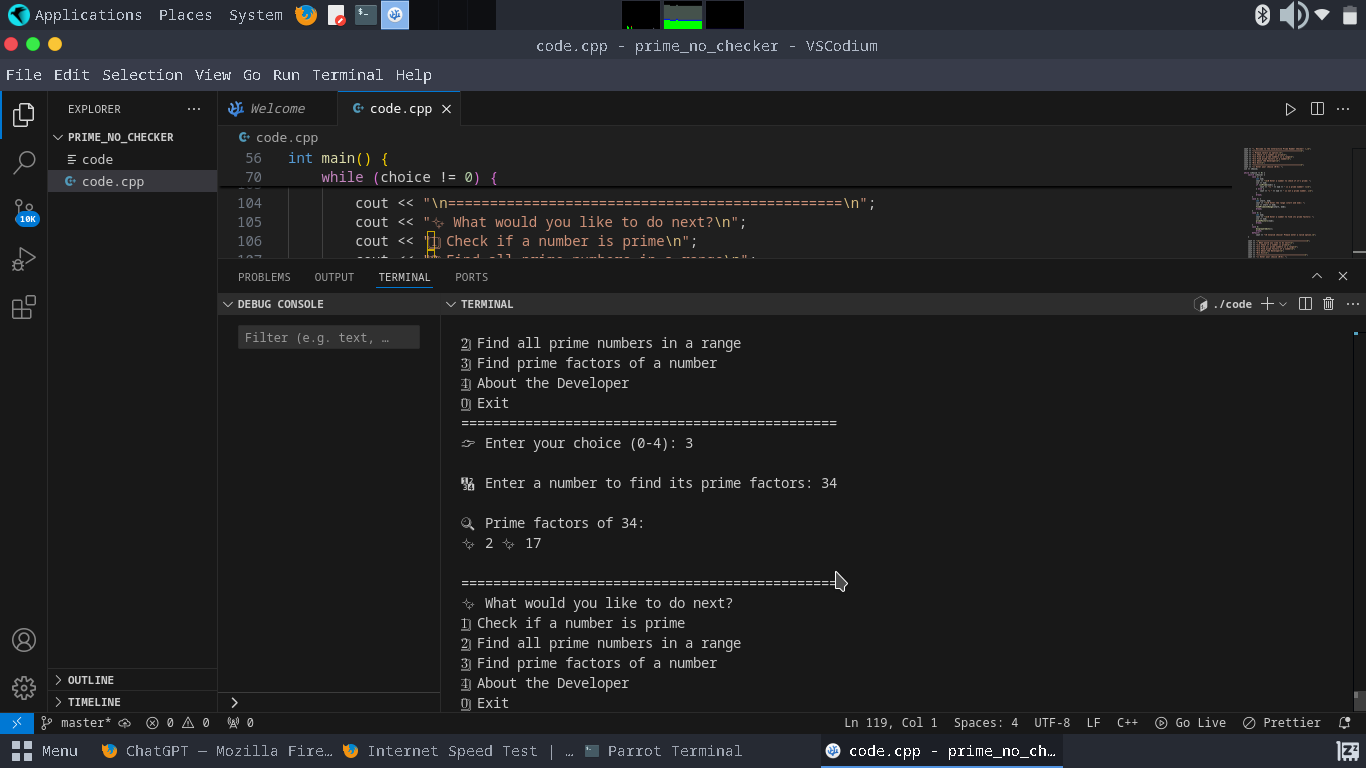 Applications Places System
code.cpp - prime_no_checker - VSCodium
File Edit Selection View Go Run Terminal Help
EXPLORER
PRIME_NO_CHECKER
code
code.cpp
10K
OUTLINE
TIMELINE
Welcome
code.cpp
code.cpp
56 int main() {
70 while (choice != 0) {
104 cout << "\n===============================================\n";
105 cout << "✨ What would you like to do next?\n";
106 cout << "1️⃣ Check if a number is prime\n";
107 cout << "2️⃣ Find all prime numbers in a range\n";
PROBLEMS OUTPUT TERMINAL PORTS
DEBUG CONSOLE
Filter (e.g. text, …
TERMINAL
./code
2️⃣ Find all prime numbers in a range
3️⃣ Find prime factors of a number
4️⃣ About the Developer
0️⃣ Exit
===============================================
👉 Enter your choice (0-4): 3
🔢 Enter a number to find its prime factors: 34
🔍 Prime factors of 34:
✨ 2 ✨ 17
===============================================
✨ What would you like to do next?
1️⃣ Check if a number is prime
2️⃣ Find all prime numbers in a range
3️⃣ Find prime factors of a number
4️⃣ About the Developer
0️⃣ Exit
master* 0 0 0 Ln 119, Col 1 Spaces: 4 UTF-8 LF C++ Go Live Prettier
Menu ChatGPT — Mozilla Fire… Internet Speed Test | … Parrot Terminal code.cpp - prime_no_ch…